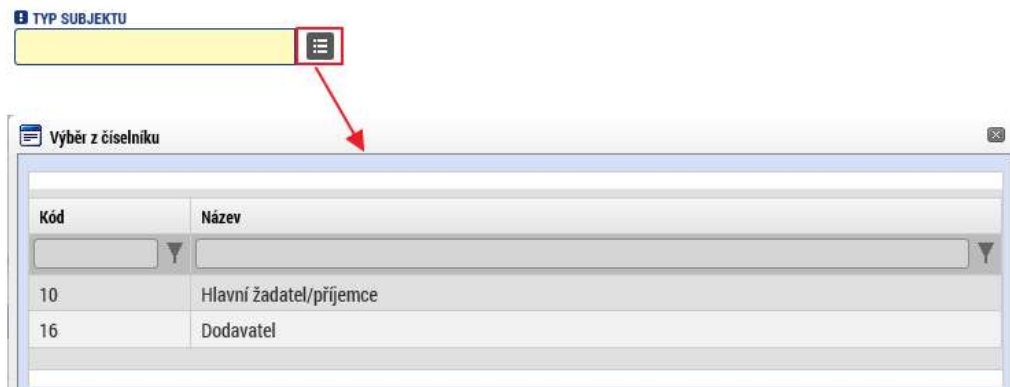 TYP SUBJEKTU
Výběr z číselníku
Kód Název
10 Hlavní žadatel/příjemce
16 Dodavatel